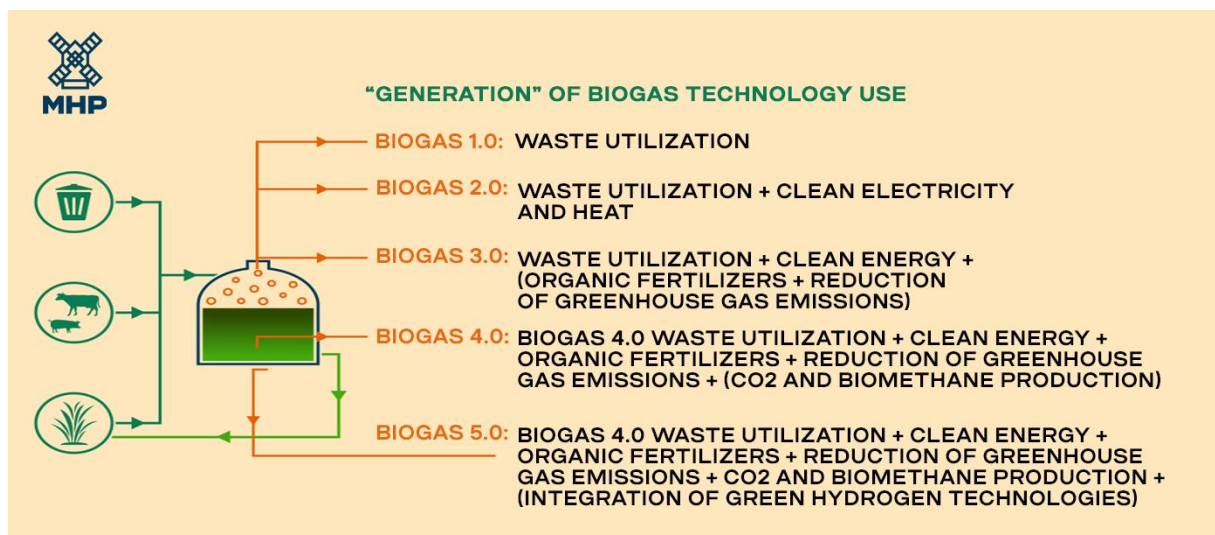 MHP
“GENERATION” OF BIOGAS TECHNOLOGY USE
BIOGAS 1.0: WASTE UTILIZATION
BIOGAS 2.0: WASTE UTILIZATION + CLEAN ELECTRICITY
AND HEAT
BIOGAS 3.0: WASTE UTILIZATION + CLEAN ENERGY +
(ORGANIC FERTILIZERS + REDUCTION
OF GREENHOUSE GAS EMISSIONS)
BIOGAS 4.0: BIOGAS 4.0 WASTE UTILIZATION + CLEAN ENERGY +
ORGANIC FERTILIZERS + REDUCTION OF GREENHOUSE
GAS EMISSIONS + (CO2 AND BIOMETHANE PRODUCTION)
BIOGAS 5.0: BIOGAS 4.0 WASTE UTILIZATION + CLEAN ENERGY +
ORGANIC FERTILIZERS + REDUCTION OF GREENHOUSE
GAS EMISSIONS + CO2 AND BIOMETHANE PRODUCTION +
(INTEGRATION OF GREEN HYDROGEN TECHNOLOGIES)